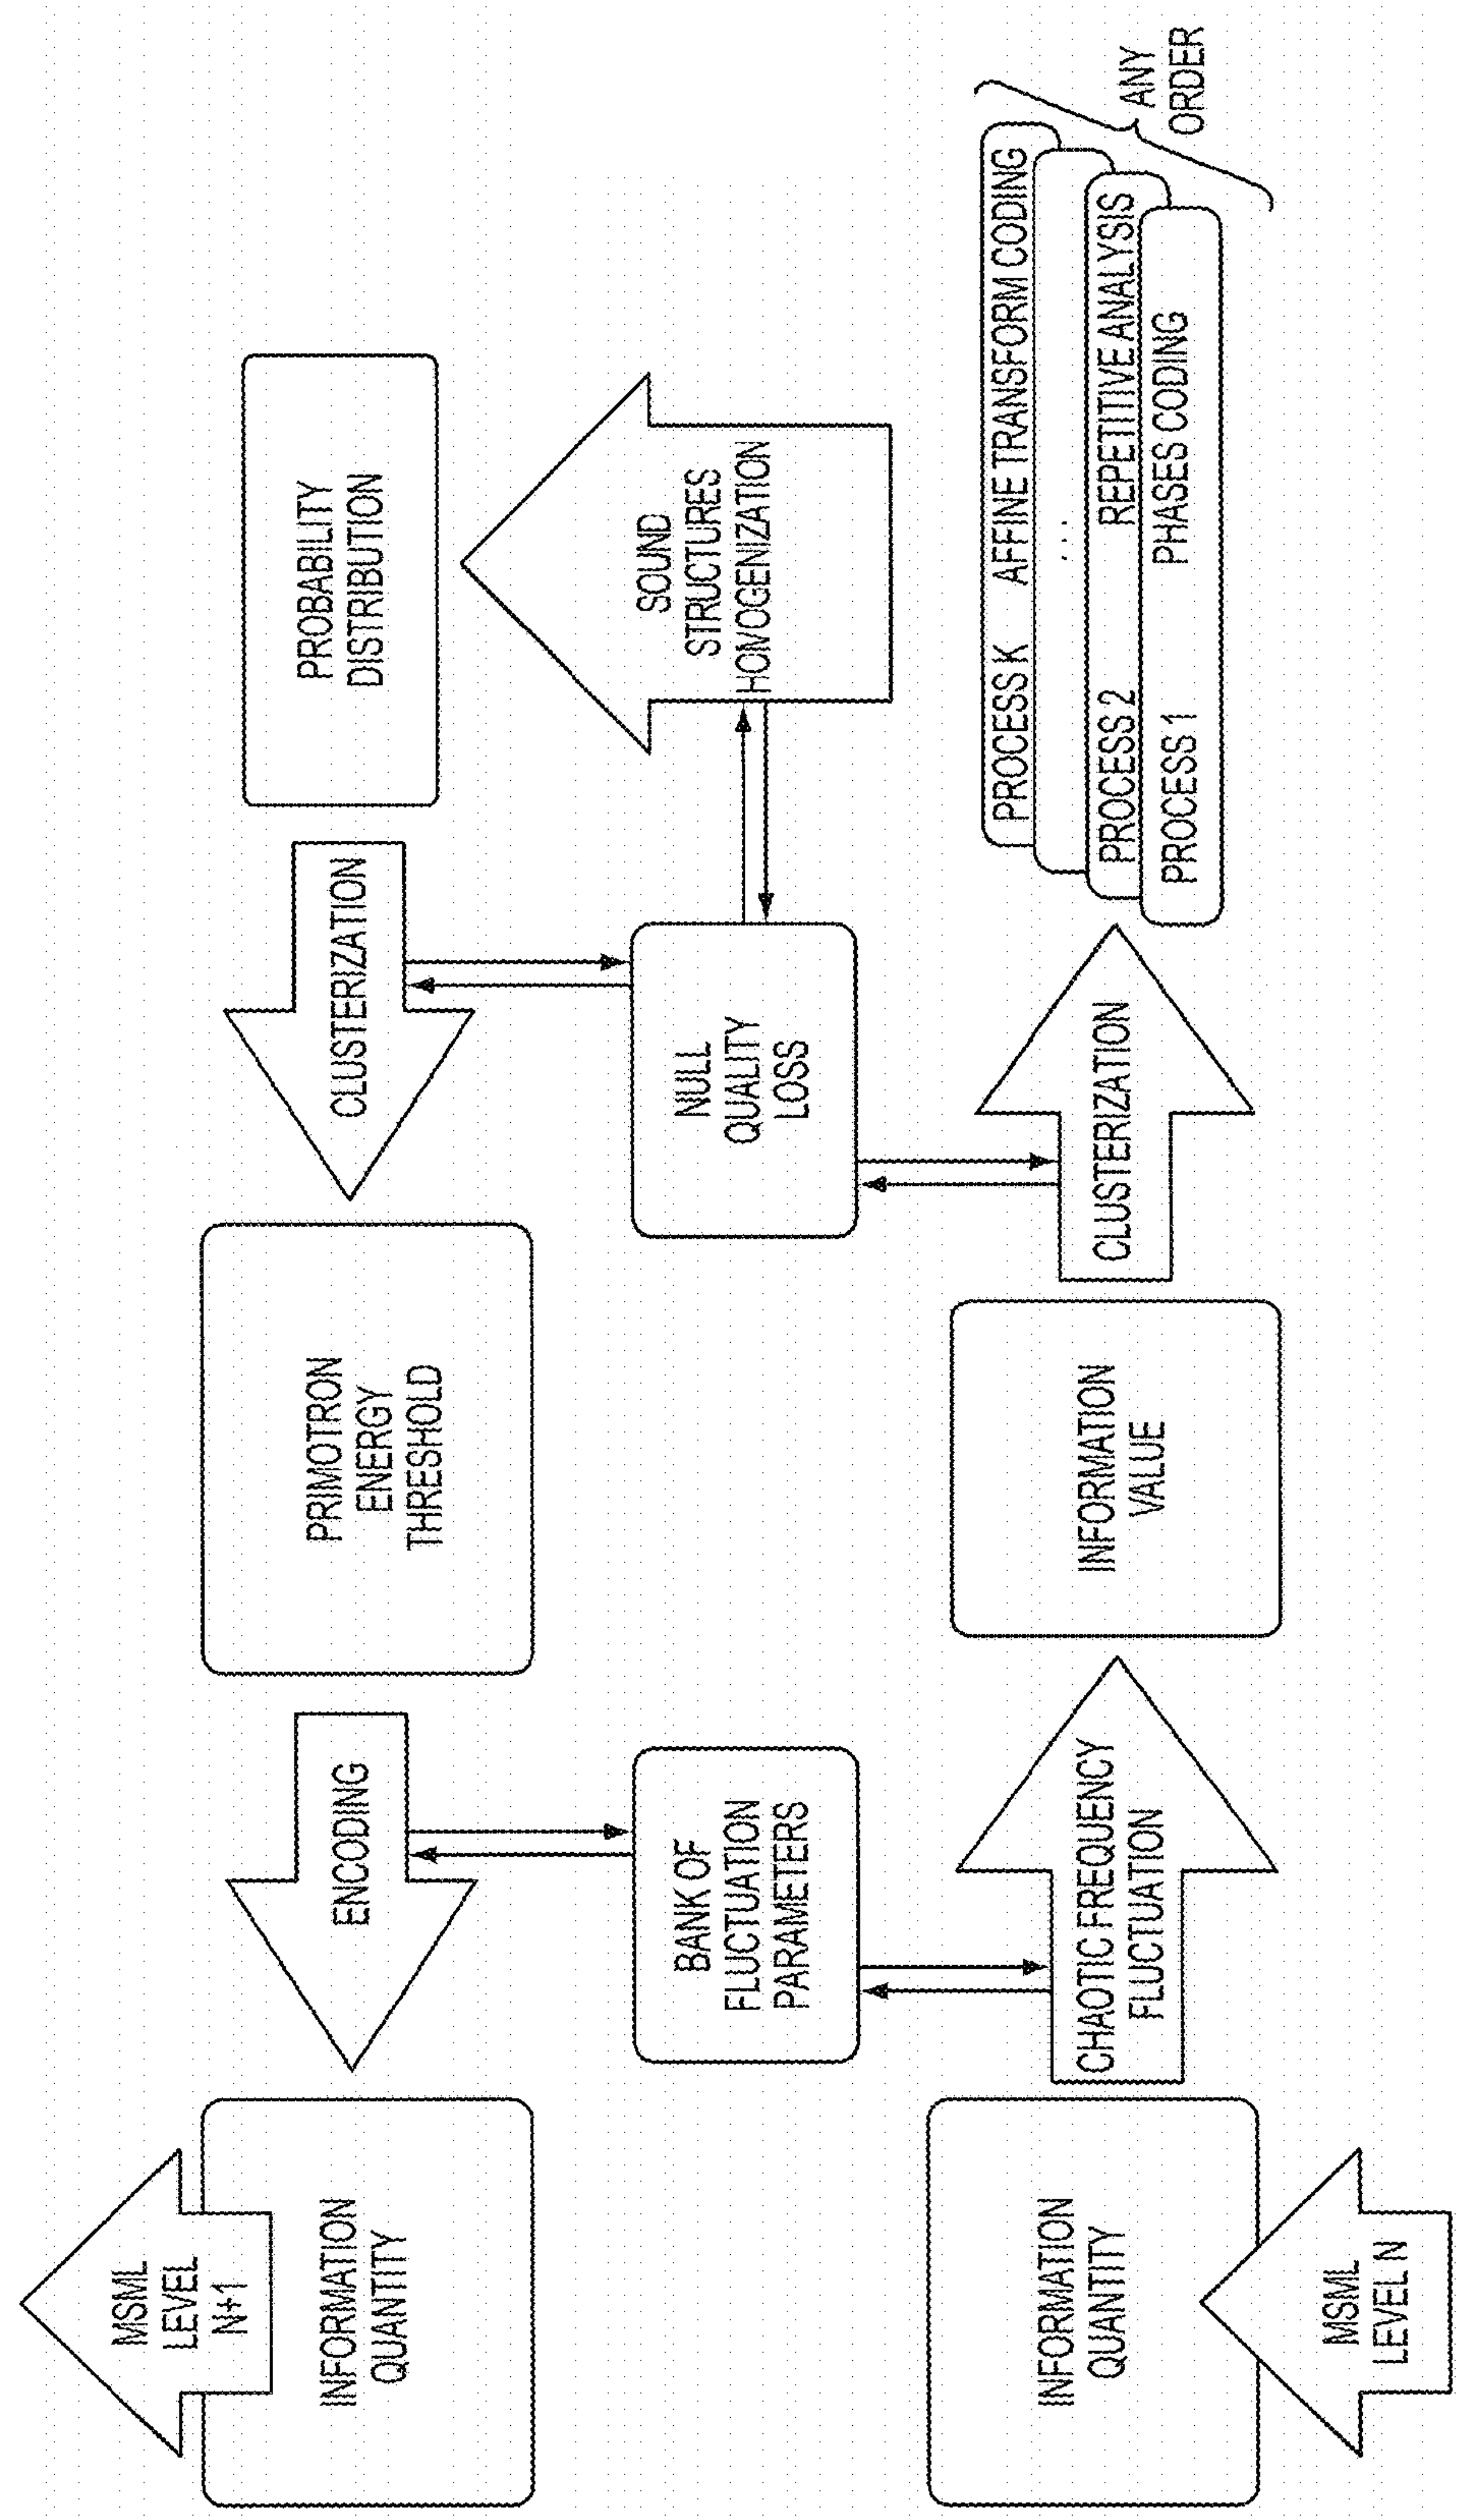 MSML
LEVEL
N+1
INFORMATION
QUANTITY
ENCODING
PRIMOTRON
ENERGY
THRESHOLD
CLUSTERIZATION
PROBABILITY
DISTRIBUTION
BANK OF
FLUCTUATION
PARAMETERS
NULL
QUALITY
LOSS
SOUND
STRUCTURES
HOMOGENIZATION
INFORMATION
QUANTITY
MSML
LEVEL N
CHAOTIC FREQUENCY
FLUCTUATION
INFORMATION
VALUE
CLUSTERIZATION
PROCESS K AFFINE TRANSFORM CODING
...
PROCESS 2 REPETITIVE ANALYSIS
PROCESS 1 PHASES CODING
ANY
ORDER